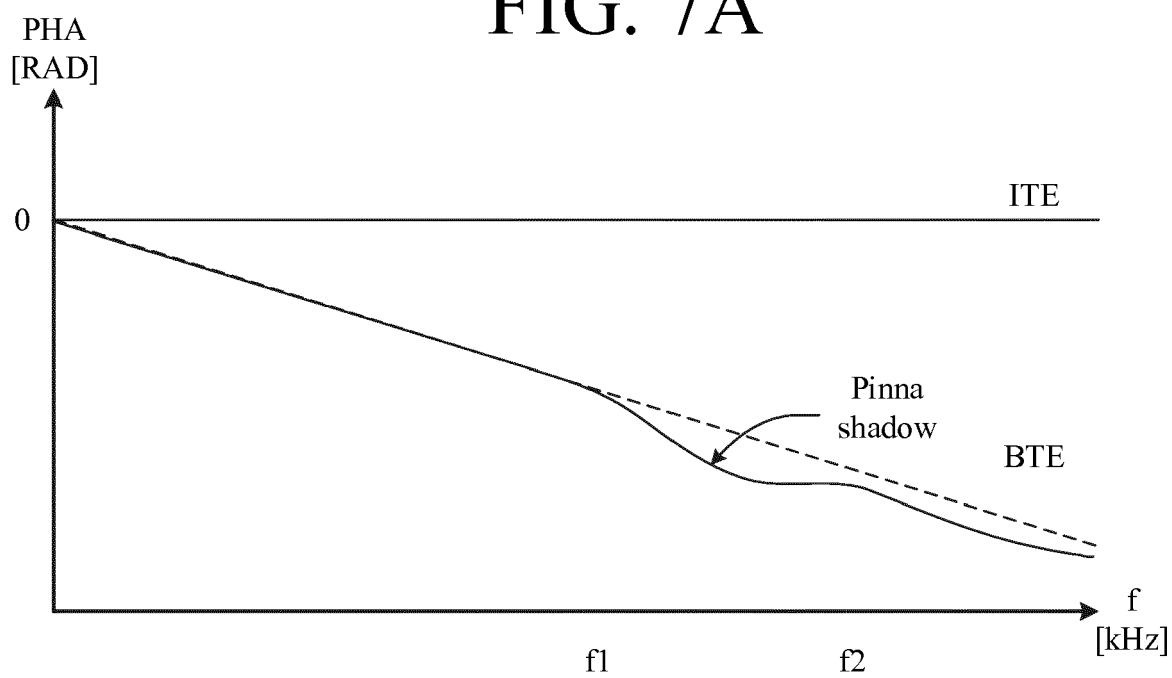 FIG. 7A
PHA
[RAD]
0
ITE
Pinna
shadow
BTE
f
[kHz]
f1
f2